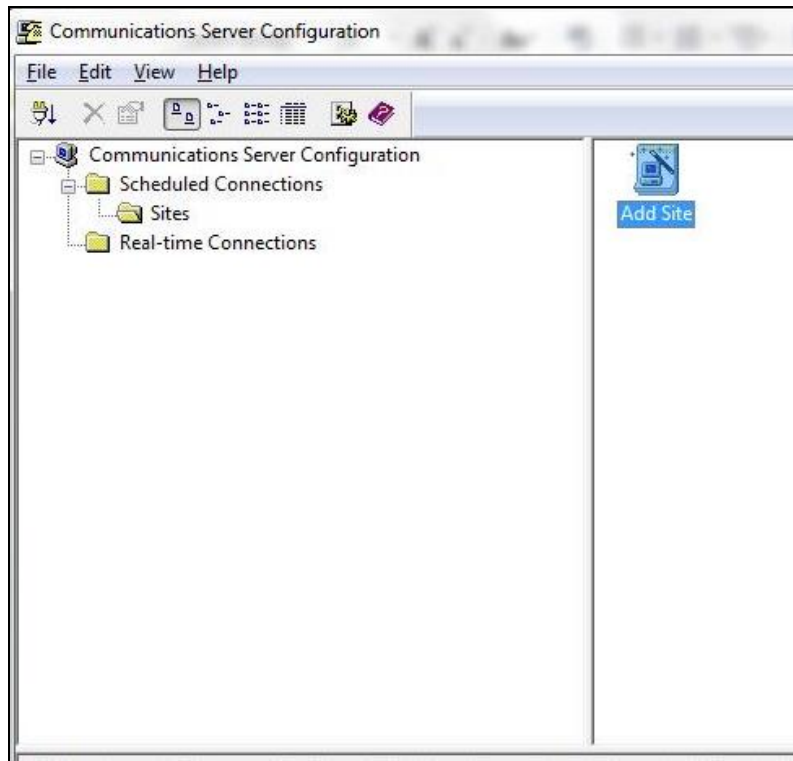 Communications Server Configuration
File Edit View Help
Communications Server Configuration
Scheduled Connections
Sites
Real-time Connections
Add Site